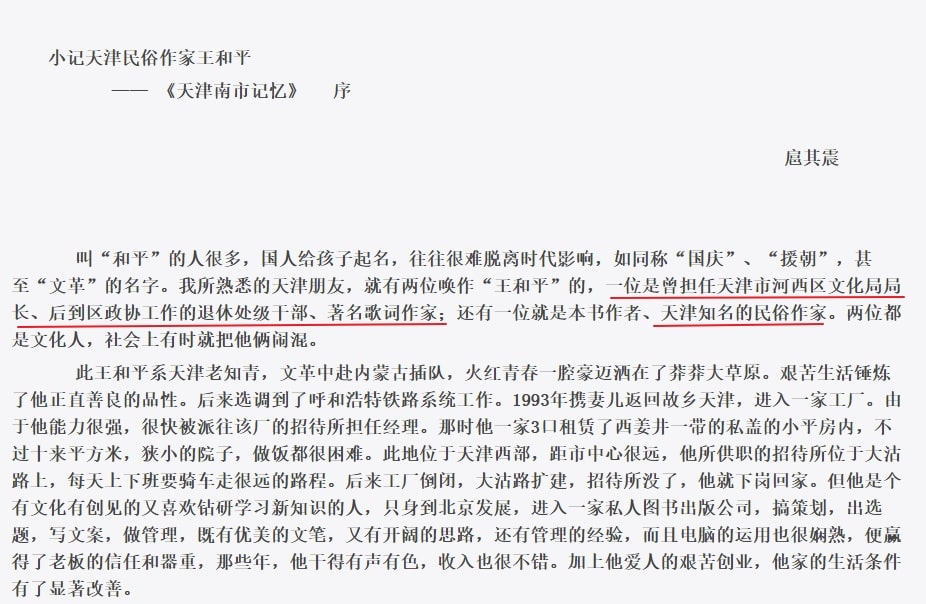 小记天津民俗作家王和平
—— 《天津南市记忆》 序
扈其震
叫“和平”的人很多，国人给孩子起名，往往很难脱离时代影响，如同称“国庆”、“援朝”，甚
至“文革”的名字。我所熟悉的天津朋友，就有两位唤作“王和平”的，一位是曾担任天津市河西区文化局局
长、后到区政协工作的退休处级干部、著名歌词作家；还有一位就是本书作者、天津知名的民俗作家。两位都
是文化人，社会上有时就把他俩闹混。
此王和平系天津老知青，文革中赴内蒙古插队，火红青春一腔豪迈洒在了莽莽大草原。艰苦生活锤炼
了他正直善良的品性。后来选调到了呼和浩特铁路系统工作。1993年携妻儿返回故乡天津，进入一家工厂。由
于他能力很强，很快被派往该厂的招待所担任经理。那时他一家3口租赁了西姜井一带的私盖的小平房内，不
过十来平方米，狭小的院子，做饭都很困难。此地位于天津西部，距市中心很远，他所供职的招待所位于大沽
路上，每天上下班要骑车走很远的路程。后来工厂倒闭，大沽路扩建，招待所没了，他就下岗回家。但他是个
有文化有创见的又喜欢钻研学习新知识的人，只身到北京发展，进入一家私人图书出版公司，搞策划，出选
题，写文案，做管理，既有优美的文笔，又有开阔的思路，还有管理的经验，而且电脑的运用也很娴熟，便赢
得了老板的信任和器重，那些年，他干得有声有色，收入也很不错。加上他爱人的艰苦创业，他家的生活条件
有了显著改善。